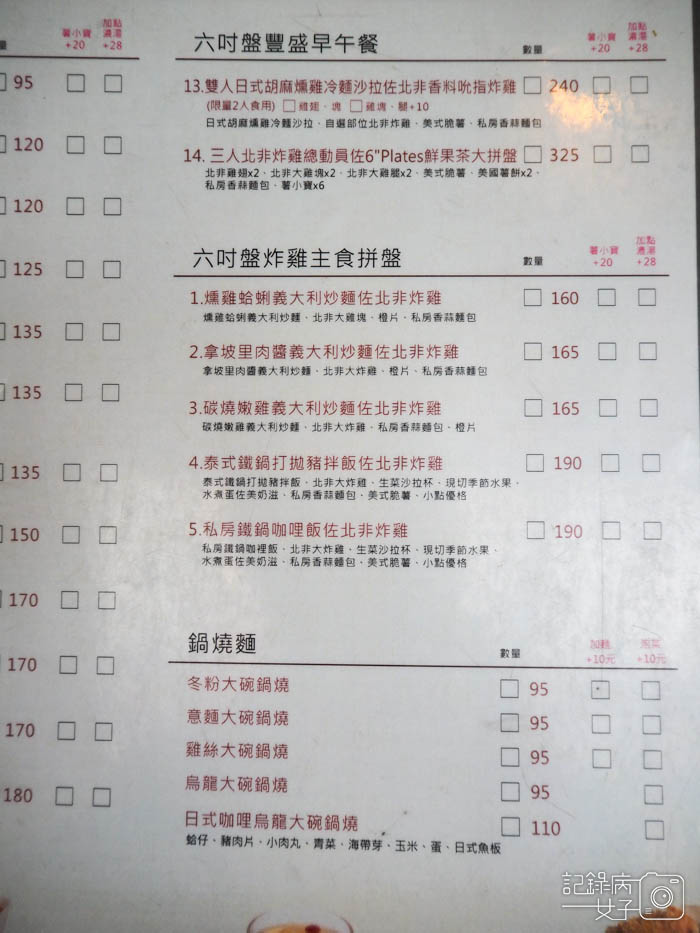 量
薯小寶
+20
加點
濃湯
+28
95
120
120
125
135
135
135
150
170
170
170
180
六吋盤豐盛早午餐
數量
薯小寶
+20
加點
濃湯
+28
13.雙人日式胡麻燻雞冷麵沙拉佐北非香料吮指炸雞 240
(限量2人食用) 雞翅、塊 雞塊、腿+10
日式胡麻燻雞冷麵沙拉、自選部位北非炸雞、美式脆薯、私房香蒜麵包
14. 三人北非炸雞總動員佐6"Plates鮮果茶大拼盤 325
北非雞翅x2、北非大雞塊x2、北非大雞腿x2、美式脆薯、美國薯餅x2、
私房香蒜麵包、薯小寶x6
六吋盤炸雞主食拼盤
數量
薯小寶
+20
加點
濃湯
+28
1.燻雞蛤蜊義大利炒麵佐北非炸雞 160
燻雞蛤蜊義大利炒麵、北非大雞塊、橙片、私房香蒜麵包
2.拿坡里肉醬義大利炒麵佐北非炸雞 165
拿坡里肉醬義大利炒麵、北非大炸雞、橙片、私房香蒜麵包
3.碳燒嫩雞義大利炒麵佐北非炸雞 165
碳燒嫩雞義大利炒麵、北非大炸雞、私房香蒜麵包、橙片
4.泰式鐵鍋打拋豬拌飯佐北非炸雞 190
泰式鐵鍋打拋豬拌飯、北非大炸雞、生菜沙拉杯、現切季節水果、
水煮蛋佐美奶滋、私房香蒜麵包、美式脆薯、小點優格
5.私房鐵鍋咖哩飯佐北非炸雞 190
私房鐵鍋咖裡飯、北非大炸雞、生菜沙拉杯、現切季節水果、
水煮蛋佐美奶滋、私房香蒜麵包、美式脆薯、小點優格
鍋燒麵
數量
加麵
+10元
泡菜
+10元
冬粉大碗鍋燒 95
意麵大碗鍋燒 95
雞絲大碗鍋燒 95
烏龍大碗鍋燒 95
日式咖哩烏龍大碗鍋燒 110
蛤仔、豬肉片、小肉丸、青菜、海帶芽、玉米、蛋、日式魚板
記錄病
女子